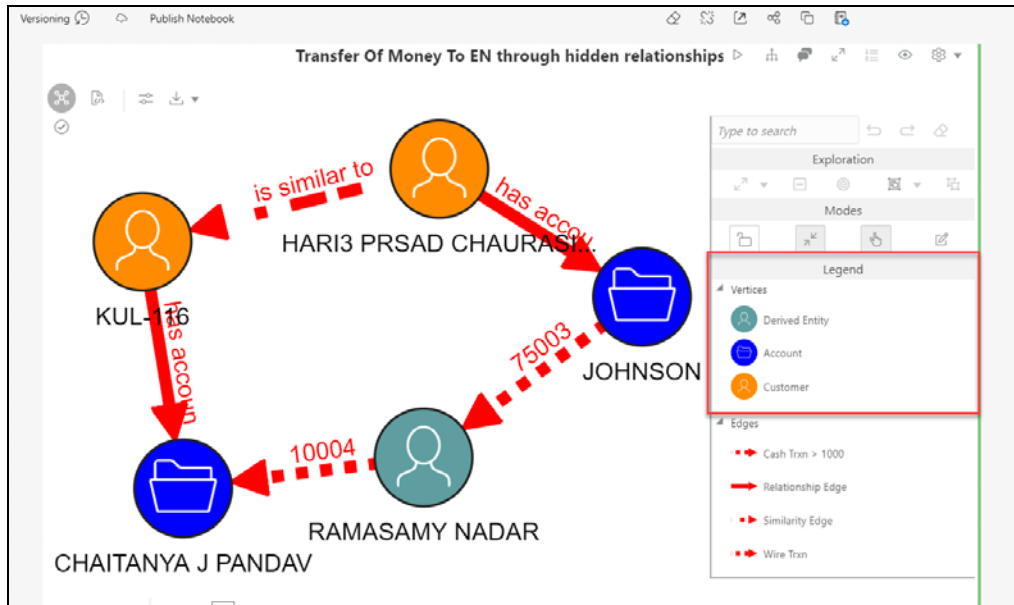 Versioning Publish Notebook
Transfer Of Money To EN through hidden relationships
Type to search
Exploration
Modes
Legend
Vertices
Derived Entity
Account
Customer
Edges
Cash Trxn > 1000
Relationship Edge
Similarity Edge
Wire Trxn
is similar to
has accou
HARI3 PRSAD CHAURASI...
KUL-116
has accoun
75003
JOHNSON
10004
RAMASAMY NADAR
CHAITANYA J PANDAV